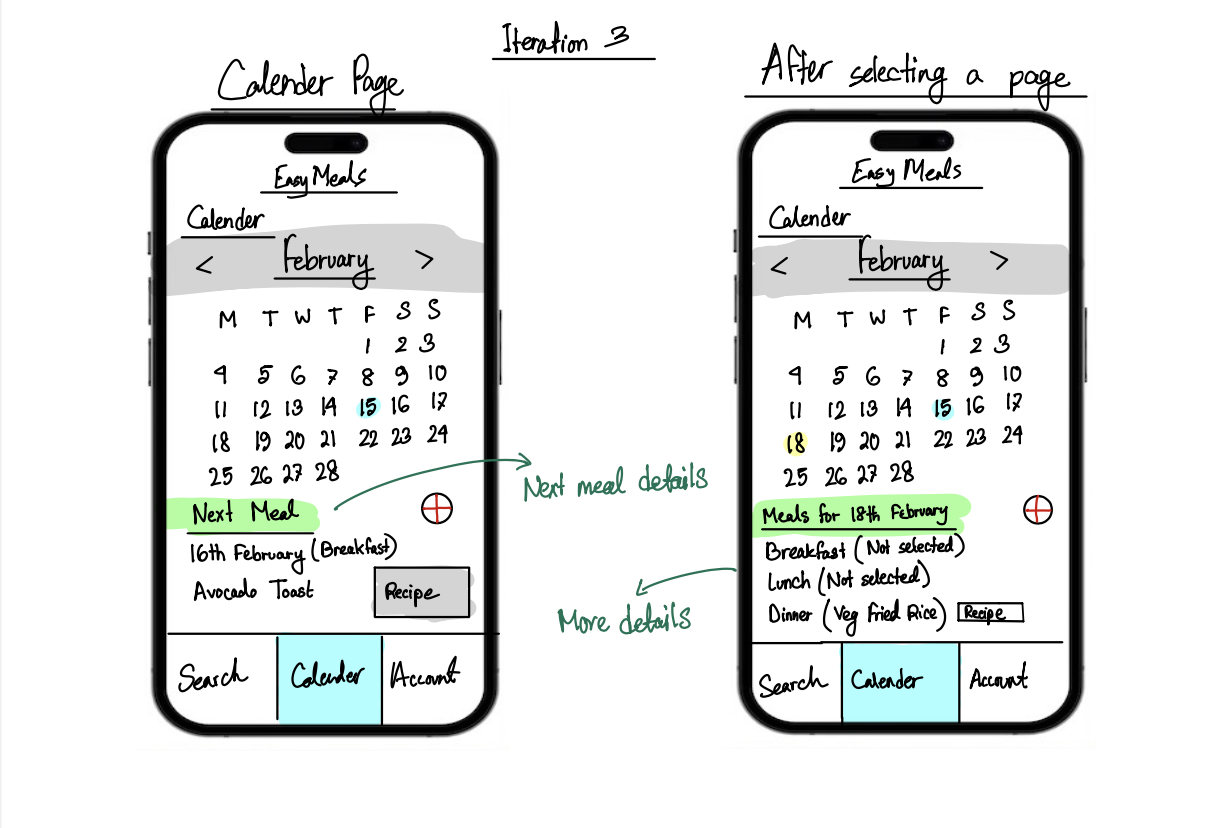 Iteration 3
Calender Page
EasyMeals
Calender
< February >
M T W T F S S
1 2 3
4 5 6 7 8 9 10
11 12 13 14 15 16 17
18 19 20 21 22 23 24
25 26 27 28
Next Meal
16th February (Breakfast)
Avocado Toast
Recipe
Search Calender Account
Next meal details
More details
After selecting a page
Easy Meals
Calender
< February >
M T W T F S S
1 2 3
4 5 6 7 8 9 10
11 12 13 14 15 16 17
18 19 20 21 22 23 24
25 26 27 28
Meals for 18th February
Breakfast (Not selected)
Lunch (Not selected)
Dinner (Veg Fried Rice) Recipe
Search Calender Account